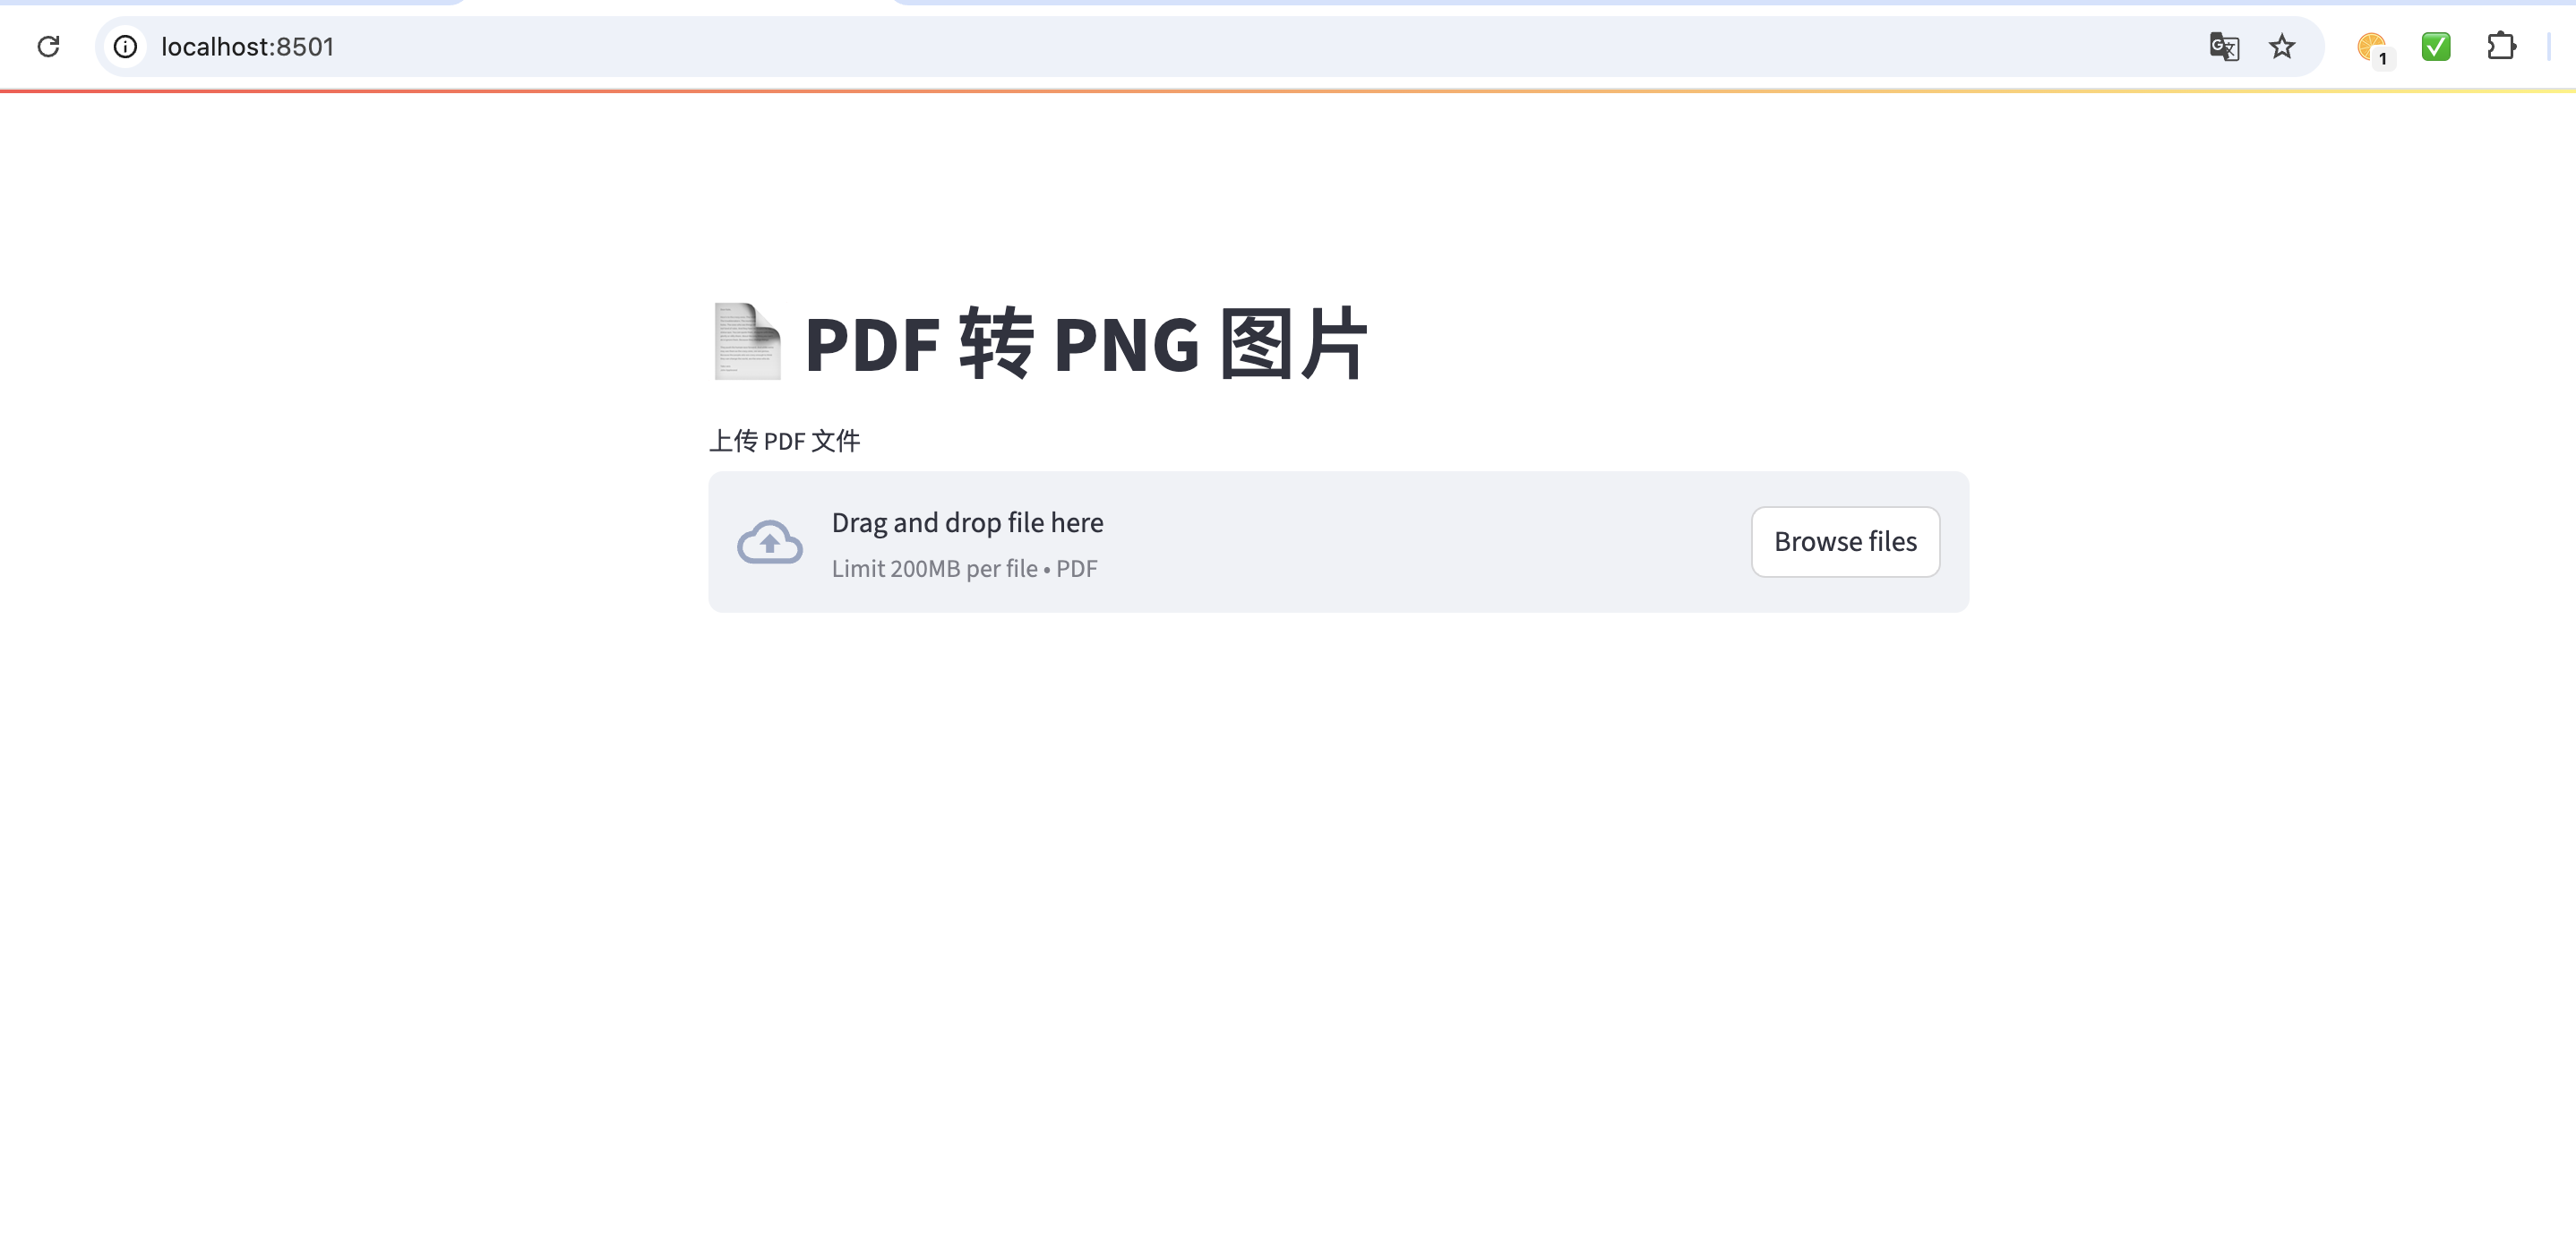 localhost:8501
1
PDF 转 PNG 图片
上传 PDF 文件
Drag and drop file here
Limit 200MB per file • PDF
Browse files